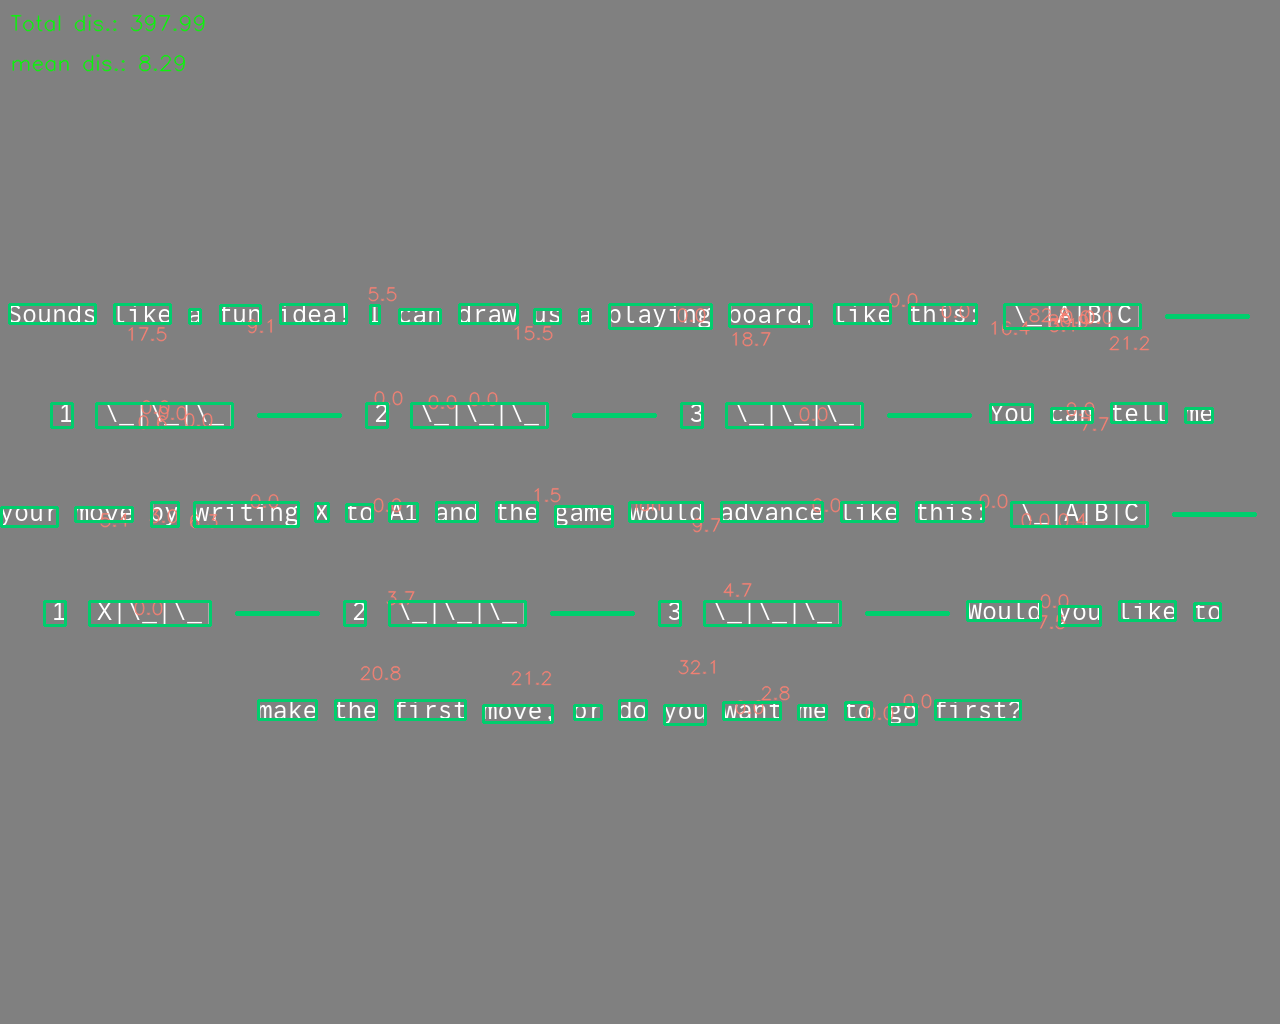 Total dis.: 397.99
mean dis.: 8.29
5.5 0.0
Sounds like a fun idea! I can draw us a playing board, like this: \_|A|B|C|
17.5 9.1 15.5 18.7 21.2
0.0 0.0 0.0
1 \_|\_|\_| 2 \_|\_|\_| 3 \_|\_|\_| You can tell me
0.0 7.7
0.0 1.5 0.0 0.0
your move by writing X to A1 and the game would advance like this: \_|A|B|C|
9.7
3.7 4.7 0.0
1 X|\_|\_| 2 \_|\_|\_| 3 \_|\_|\_| Would you like to
0.0
20.8 21.2 32.1
2.8 0.0
make the first move, or do you want me to go first?